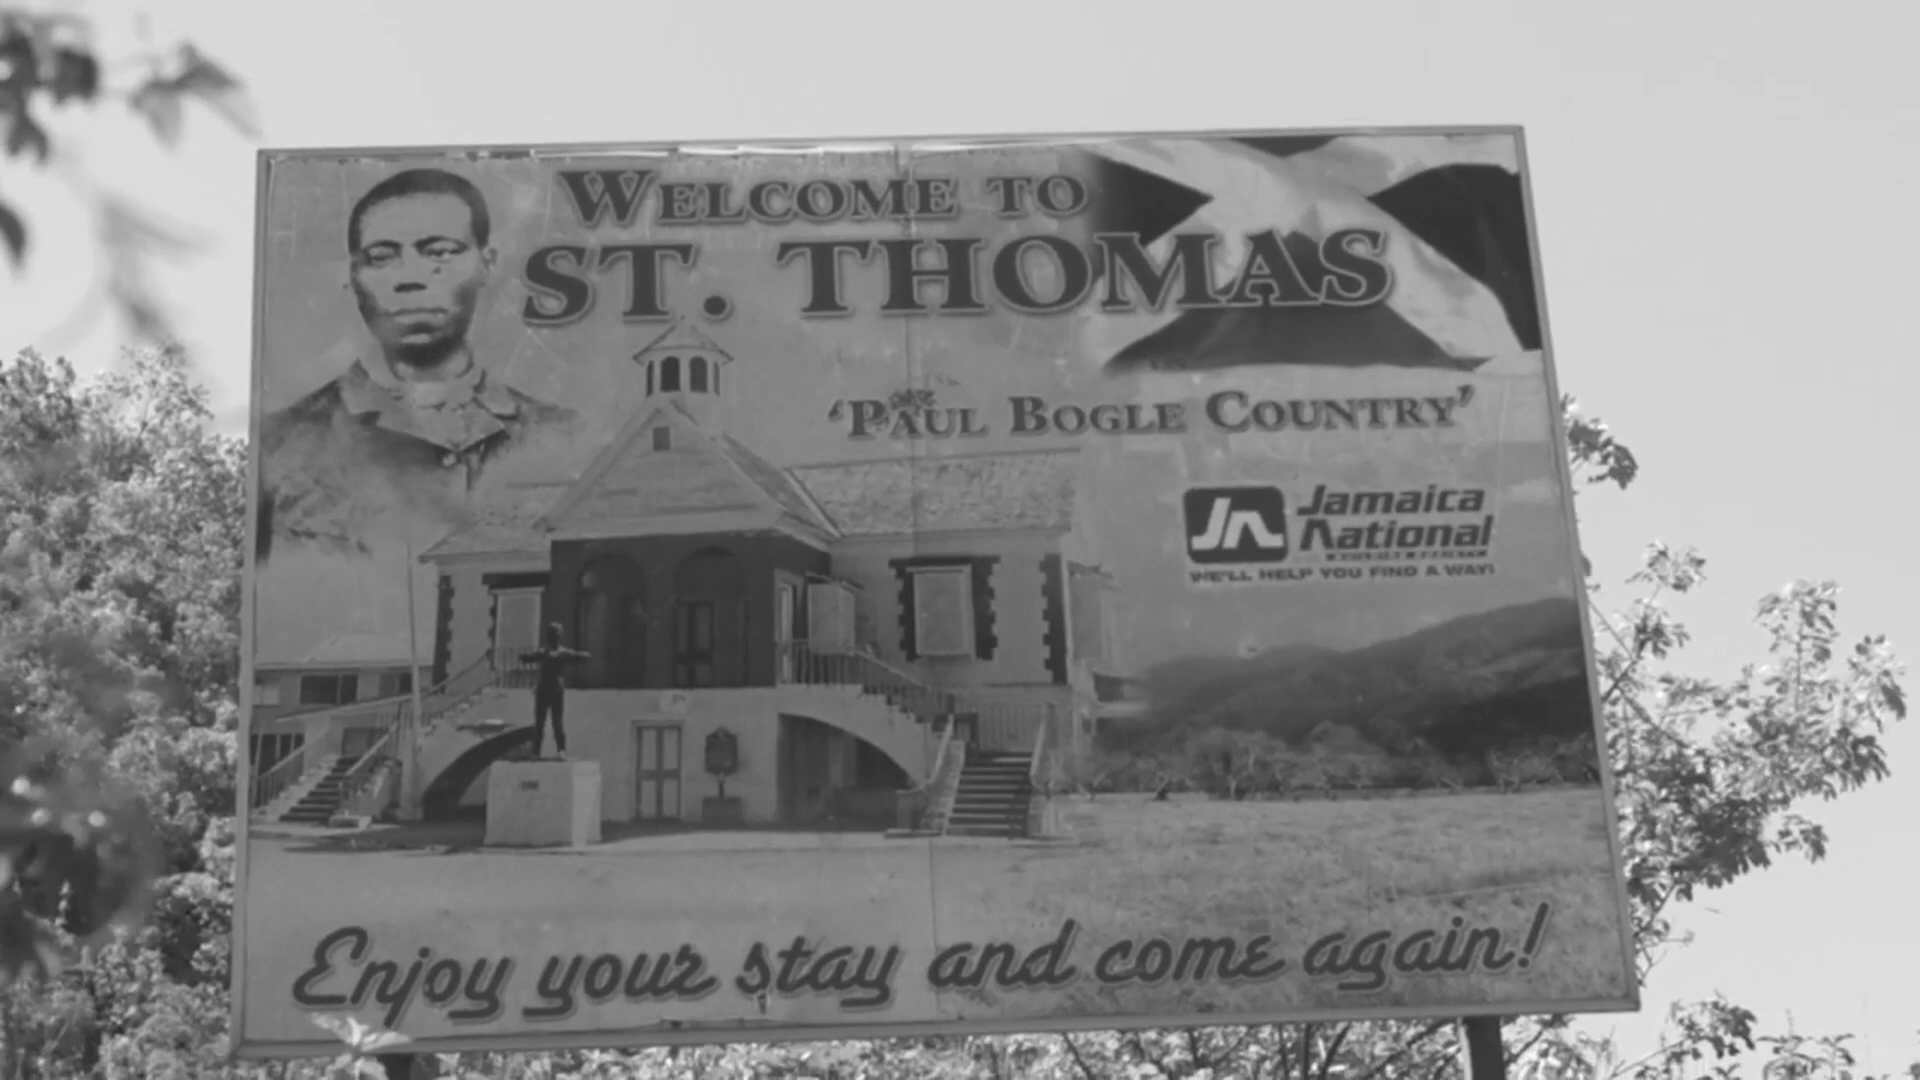 WELCOME TO
ST. THOMAS
'PAUL BOGLE COUNTRY'
JN Jamaica
National
WE'LL HELP YOU FIND A WAY!
Enjoy your stay and come again!